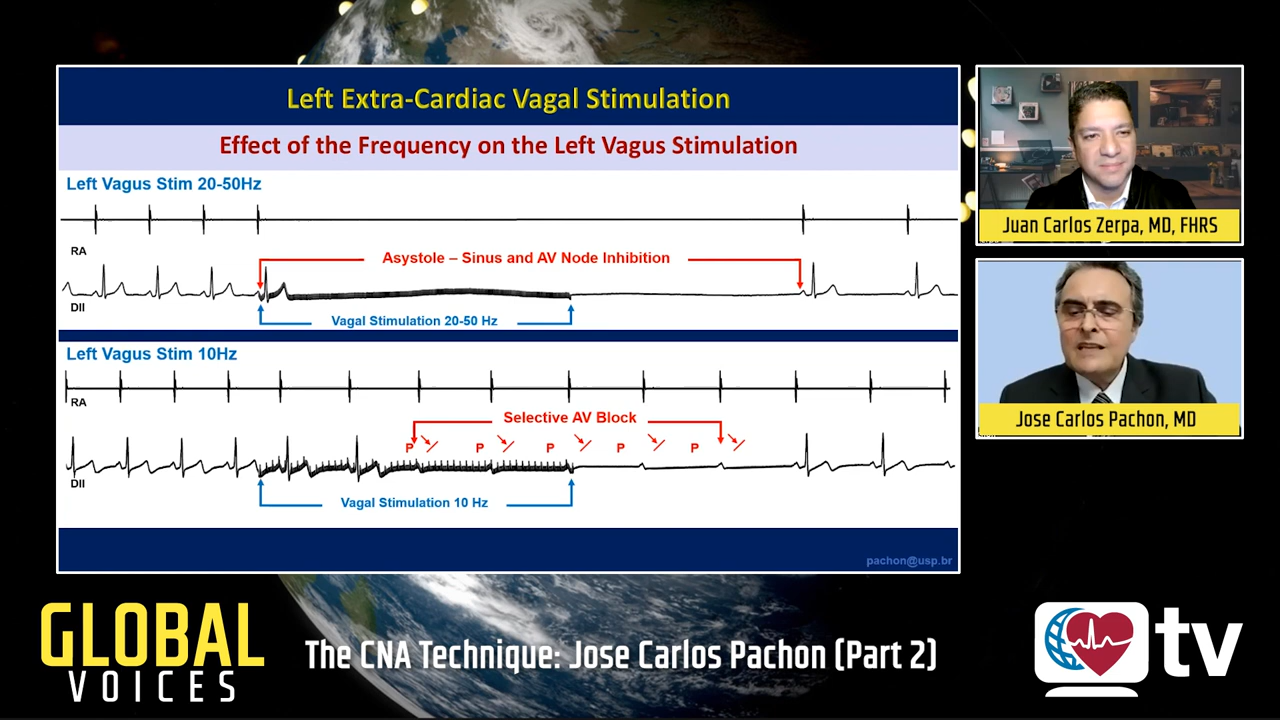 Left Extra-Cardiac Vagal Stimulation
Effect of the Frequency on the Left Vagus Stimulation
Left Vagus Stim 20-50Hz
RA
Asystole – Sinus and AV Node Inhibition
DII
Vagal Stimulation 20-50 Hz
Left Vagus Stim 10Hz
RA
Selective AV Block
P P P P P
DII
Vagal Stimulation 10 Hz
pachon@usp.br
Juan Carlos Zerpa, MD, FHRS
Jose Carlos Pachon, MD
GLOBAL
VOICES
The CNA Technique: Jose Carlos Pachon (Part 2)
tv